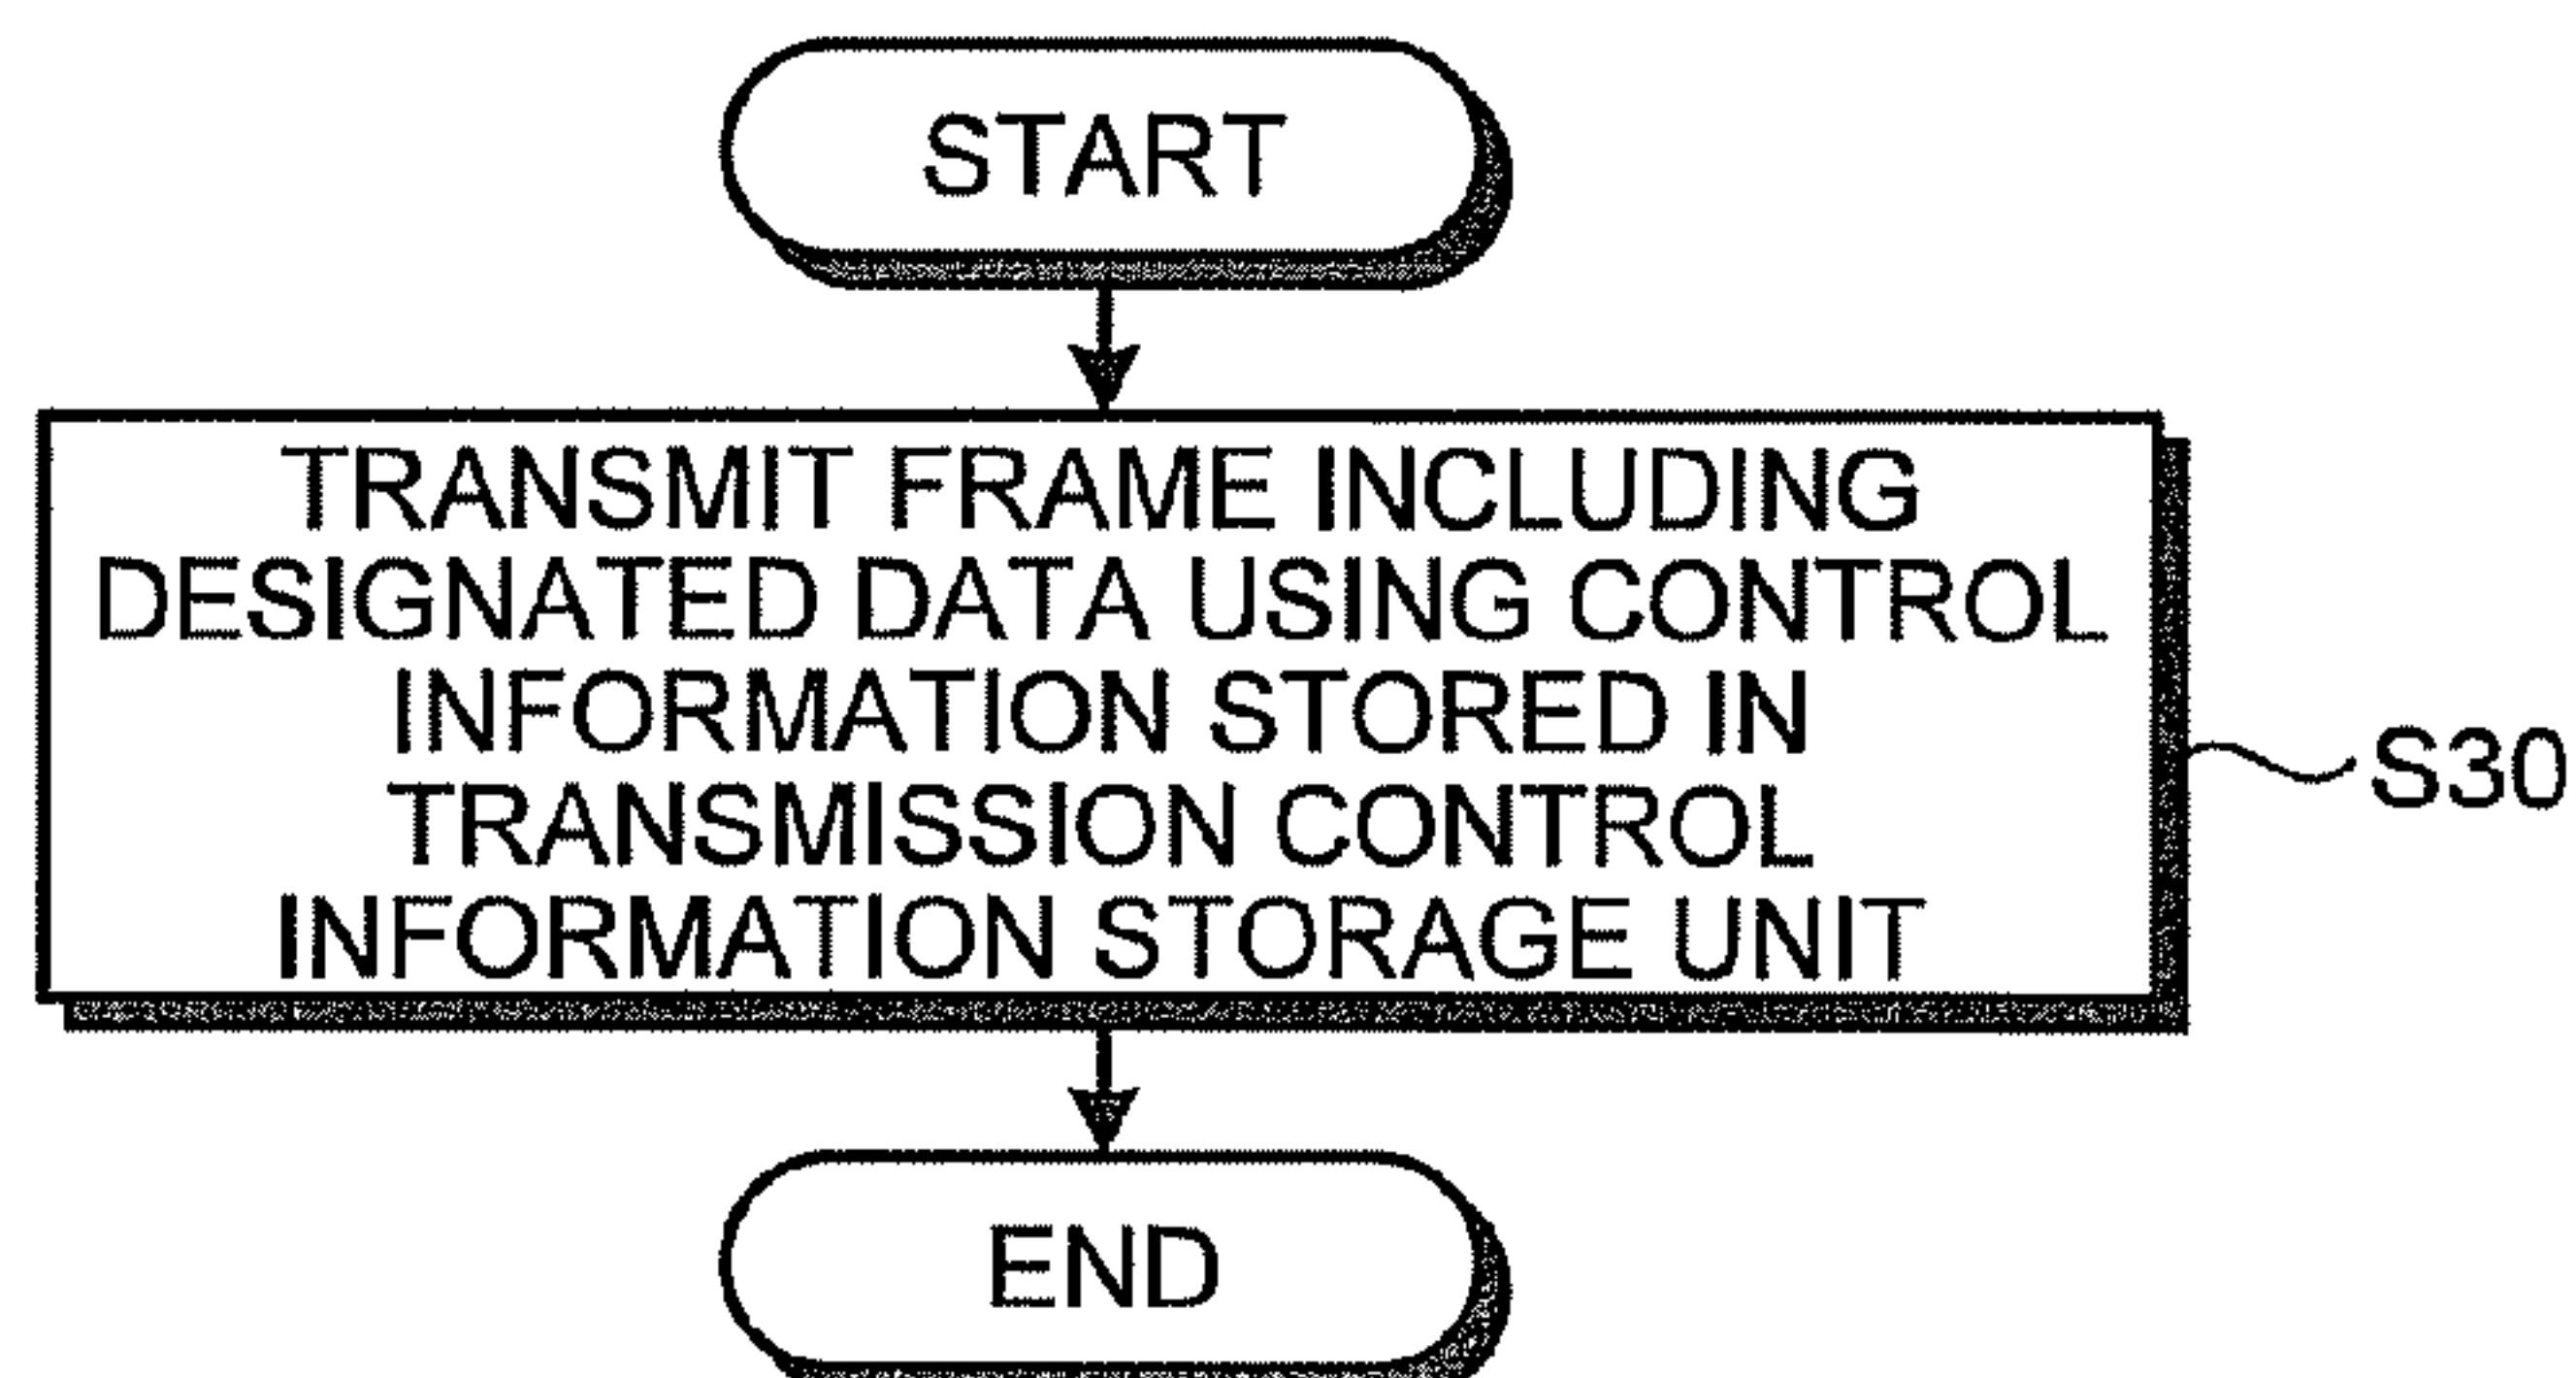 START
TRANSMIT FRAME INCLUDING
DESIGNATED DATA USING CONTROL
INFORMATION STORED IN
TRANSMISSION CONTROL
INFORMATION STORAGE UNIT
S30
END